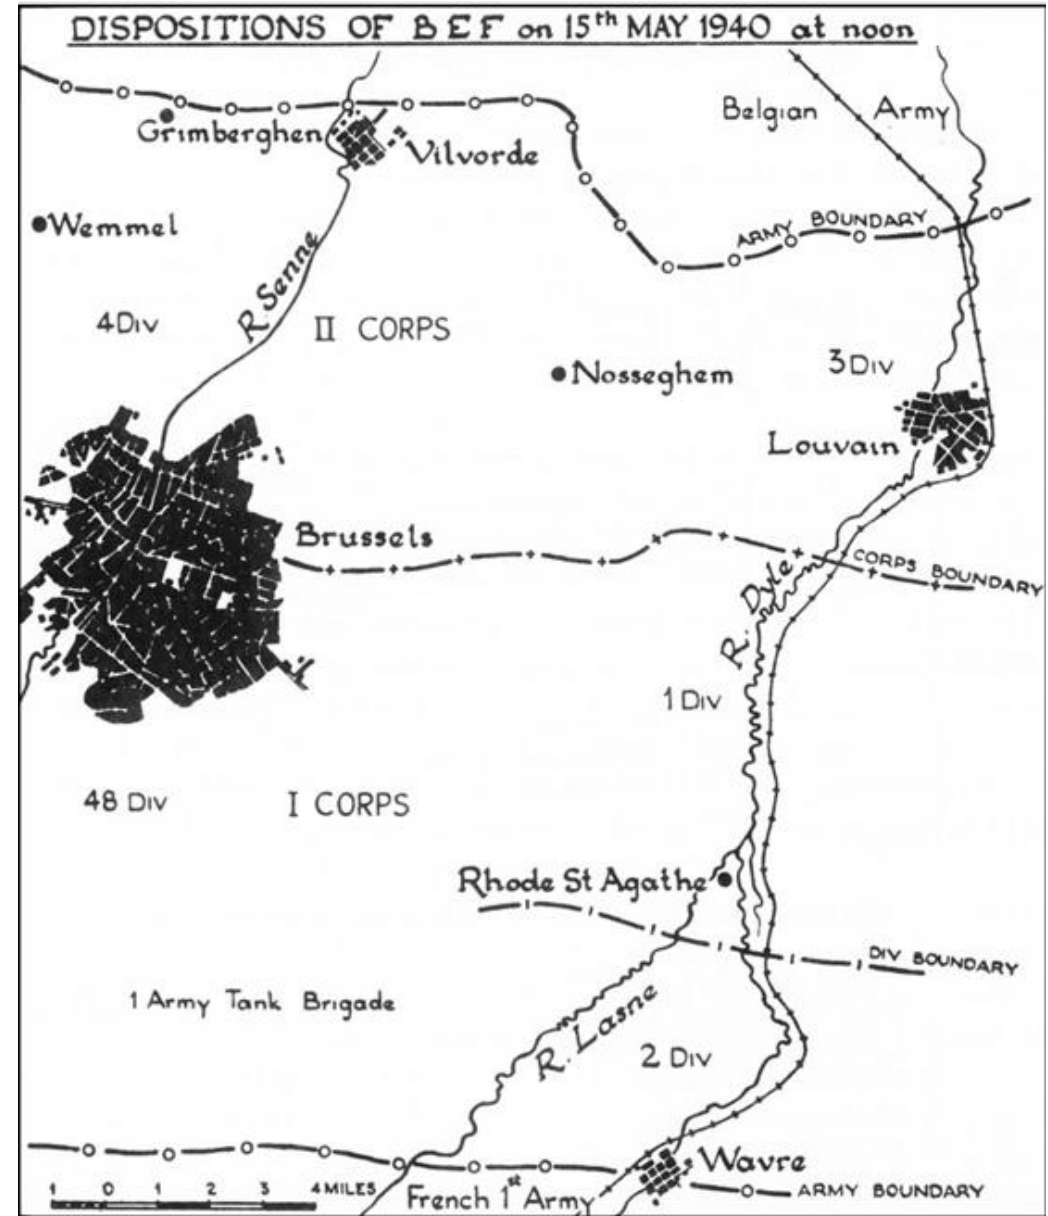 DISPOSITIONS OF BEF on 15th MAY 1940 at noon
Belgian Army
Grimberghen
Vilvorde
Wemmel
ARMY BOUNDARY
R. Senne
4 DIV
II CORPS
3 DIV
Nosseghem
Louvain
Brussels
CORPS BOUNDARY
R. Dyle
1 DIV
48 DIV
I CORPS
Rhode St Agathe
DIV BOUNDARY
1 Army Tank Brigade
R. Lasne
2 DIV
Wavre
1 0 1 2 3 4 MILES
French 1st Army
ARMY BOUNDARY